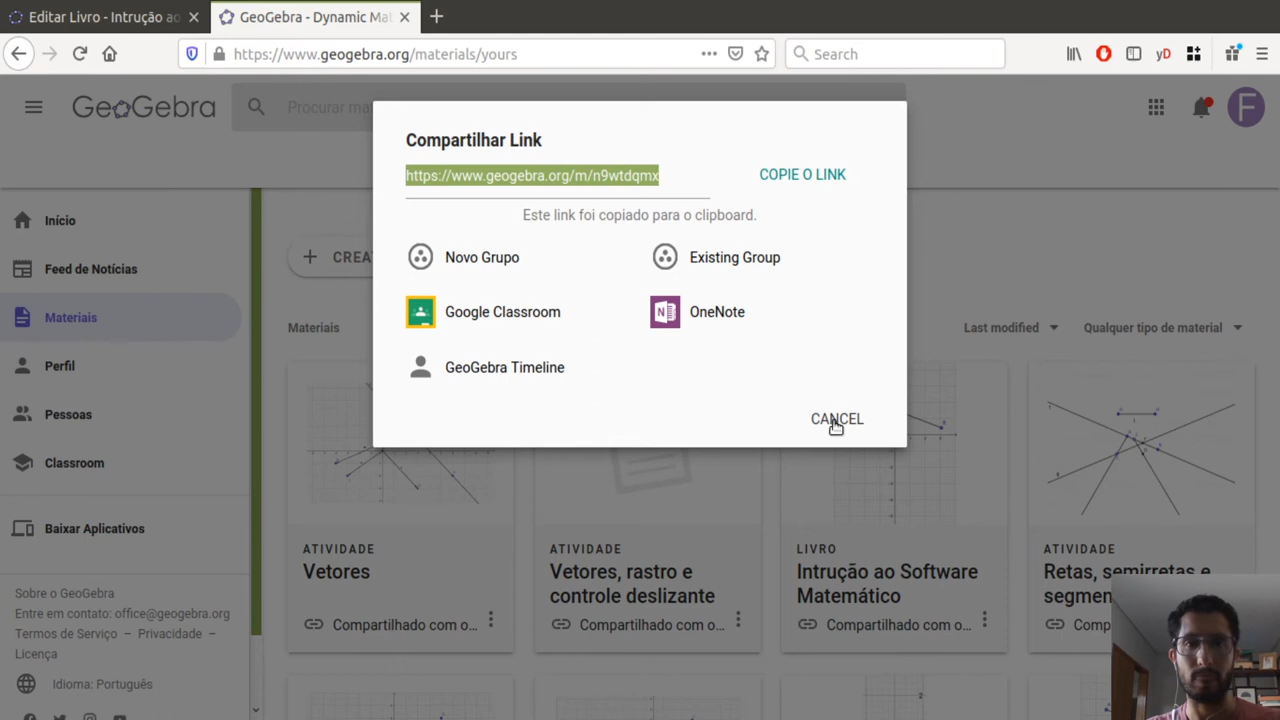 Editar Livro - Intrução ao
GeoGebra - Dynamic Mat
https://www.geogebra.org/materials/yours
Search
yD
GeoGebra
Procurar ma
F
Compartilhar Link
https://www.geogebra.org/m/n9wtdqmx
COPIE O LINK
Este link foi copiado para o clipboard.
Novo Grupo
Existing Group
Google Classroom
OneNote
GeoGebra Timeline
CANCEL
Início
Feed de Notícias
Materiais
Perfil
Pessoas
Classroom
Baixar Aplicativos
Sobre o GeoGebra
Entre em contato: office@geogebra.org
Termos de Serviço – Privacidade –
Licença
Idioma: Português
CREA
Materiais
Last modified
Qualquer tipo de material
ATIVIDADE
Vetores
Compartilhado com o...
ATIVIDADE
Vetores, rastro e
controle deslizante
Compartilhado com o...
LIVRO
Intrução ao Software
Matemático
Compartilhado com o...
ATIVIDADE
Retas, semirretas e
segmen
Comp